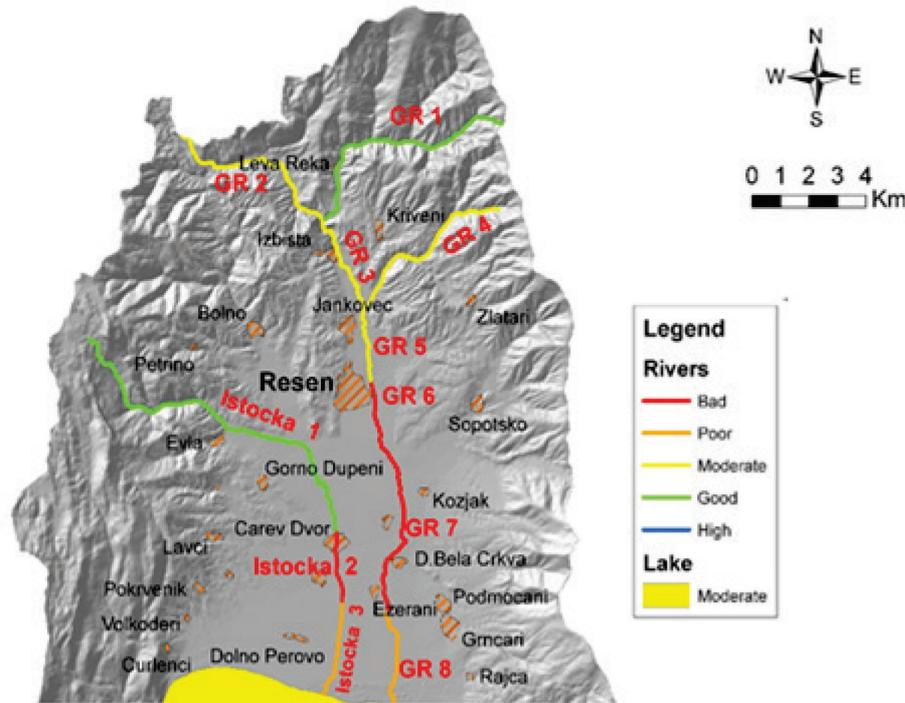 N
W E
S
GR 1
Leva Reka
GR 2
0 1 2 3 4
Km
Kriveni
Izbista
GR 3
GR 4
Jankovec
Bolno
Zlatari
GR 5
Petrino
Resen
GR 6
Istocka 1
Sopotsko
Evla
Gorno Dupeni
Kozjak
Carev Dvor
GR 7
Lavci
D.Bela Crkva
Istocka 2
Pokrvenik
Podmocani
Ezerani
Volkoderi
Grncari
Istocka 3
Dolno Perovo
Curlenci
GR 8
Rajca
Legend
Rivers
Bad
Poor
Moderate
Good
High
Lake
Moderate